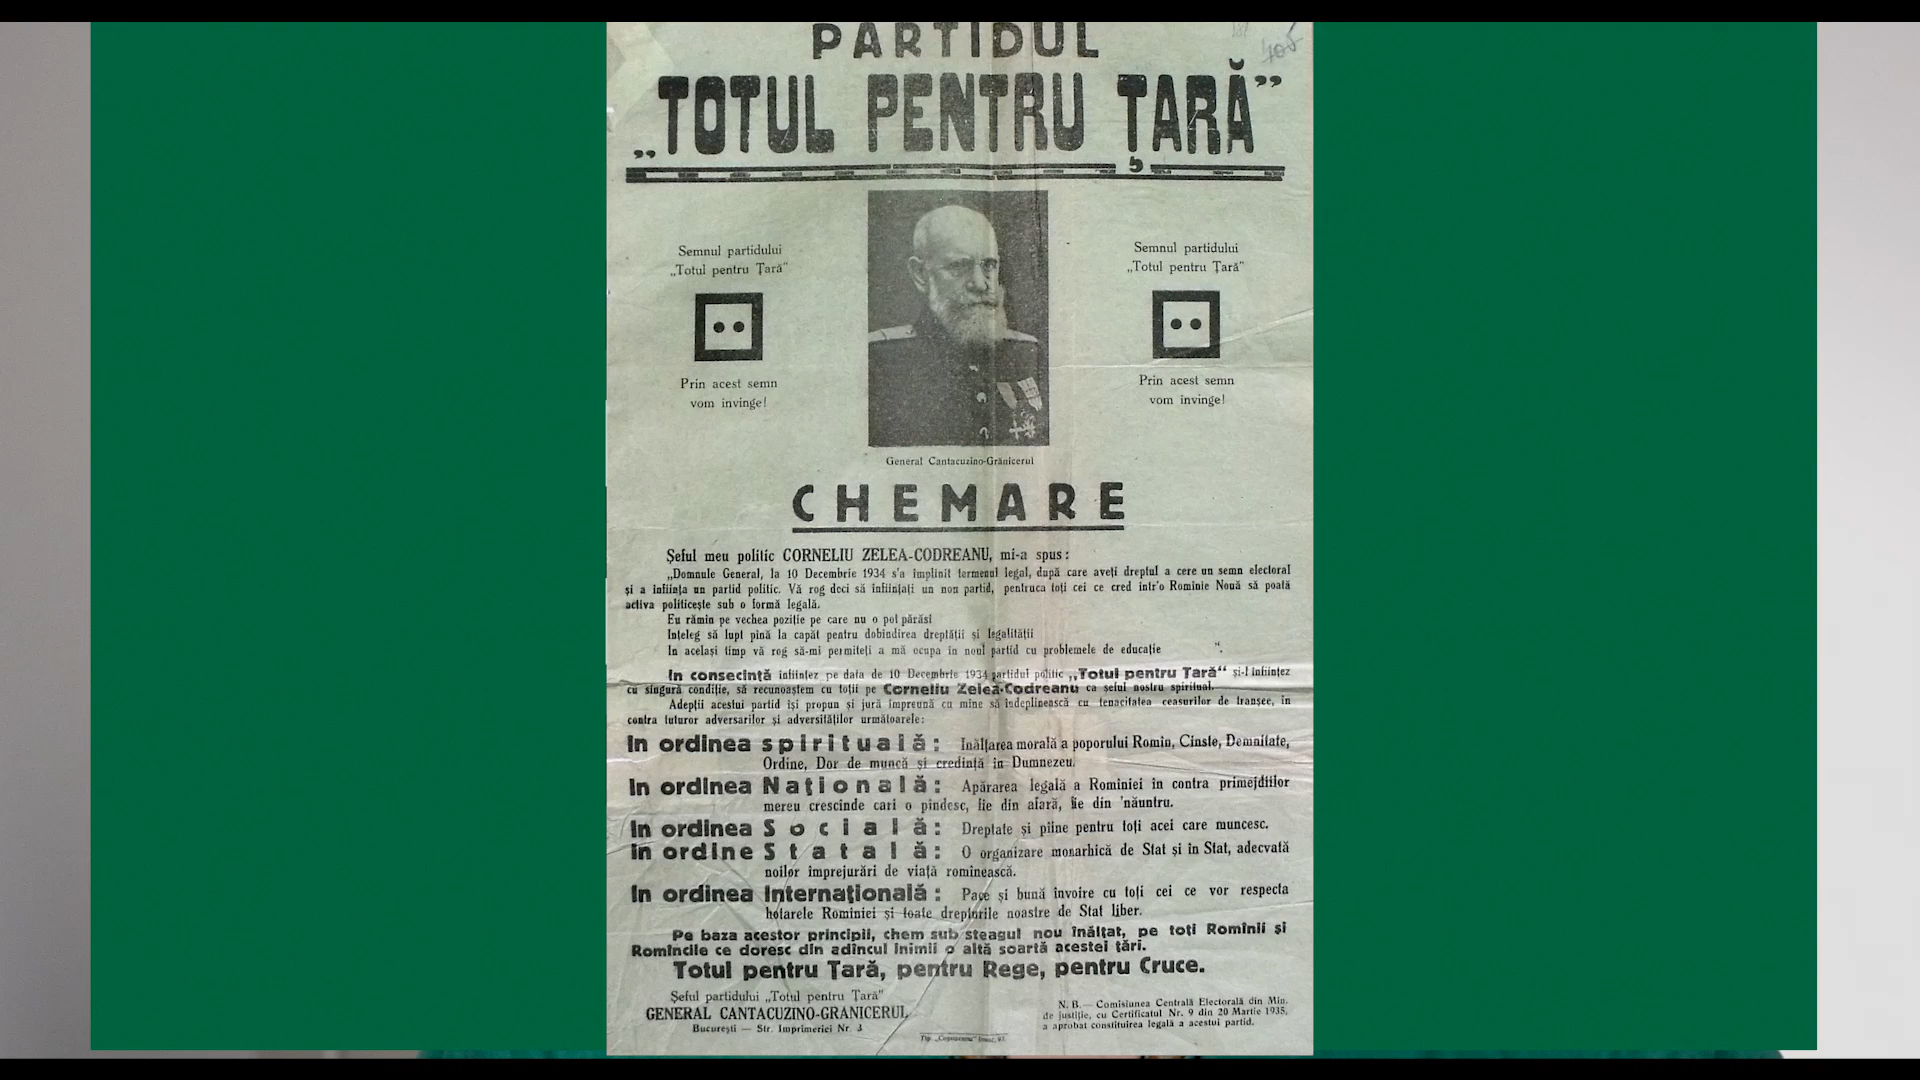 PARTIDUL
„TOTUL PENTRU ȚARĂ”
Semnul partidului
„Totul pentru Țară”
Prin acest semn
vom invinge!
Semnul partidului
„Totul pentru Țară”
Prin acest semn
vom invinge!
General Cantacuzino-Grănicerul
CHEMARE
Șeful meu politic CORNELIU ZELEA-CODREANU, mi-a spus:
„Domnule General, la 10 Decembrie 1934 s'a împlinit termenul legal, după care aveți dreptul a cere un semn electoral
și a înființa un partid politic. Vă rog deci să înființați un nou partid, pentruca toți cei ce cred intr'o Romînie Nouă să poată
activa politicește sub o formă legală.
Eu rămîn pe vechea poziție pe care nu o pot părăsi
Ințeleg să lupt pînă la capăt pentru dobîndirea dreptății și legalității
In același timp vă rog să-mi permiteți a mă ocupa în noul partid cu problemele de educație ”.
In consecință înființez pe data de 10 Decembrie 1934 partidul politic „Totul pentru Țară” și-l înființez
cu singură condiție, să recunoaștem cu toții pe Corneliu Zelea-Codreanu ca șeful nostru spiritual.
Adepții acestui partid își propun și jură împreună cu mine să îndeplinească cu tenacitatea ceasurilor de tranșee, in
contra tuturor adversarilor și adversităților următoarele:
In ordinea spirituală: Inălțarea morală a poporului Romîn, Cinste, Demnitate,
Ordine, Dor de muncă și credință în Dumnezeu.
In ordinea Națională: Apărarea legală a Romîniei in contra primejdiilor
mereu crescinde cari o pîndesc, fie din afară, fie din 'năuntru.
In ordinea Socială: Dreptate și pîine pentru toți acei care muncesc.
In ordine Statală: O organizare monarhică de Stat și în Stat, adecvată
noilor împrejurări de viață romînească.
In ordinea Internațională: Pace și bună învoire cu toți cei ce vor respecta
hotarele Romîniei și toate drepturile noastre de Stat liber.
Pe baza acestor principii, chem sub steagul nou înălțat, pe toți Romînii și
Romîncile ce doresc din adîncul inimii o altă soartă acestei țări.
Totul pentru Țară, pentru Rege, pentru Cruce.
Șeful partidului „Totul pentru Țară”
GENERAL CANTACUZINO-GRANICERUL
București — Str. Imprimeriei Nr. 3
N. B.— Comisiunea Centrală Electorală din Min.
de justiție, cu Certificatul Nr. 9 din 20 Martie 1935,
a aprobat constituirea legală a acestui partid.